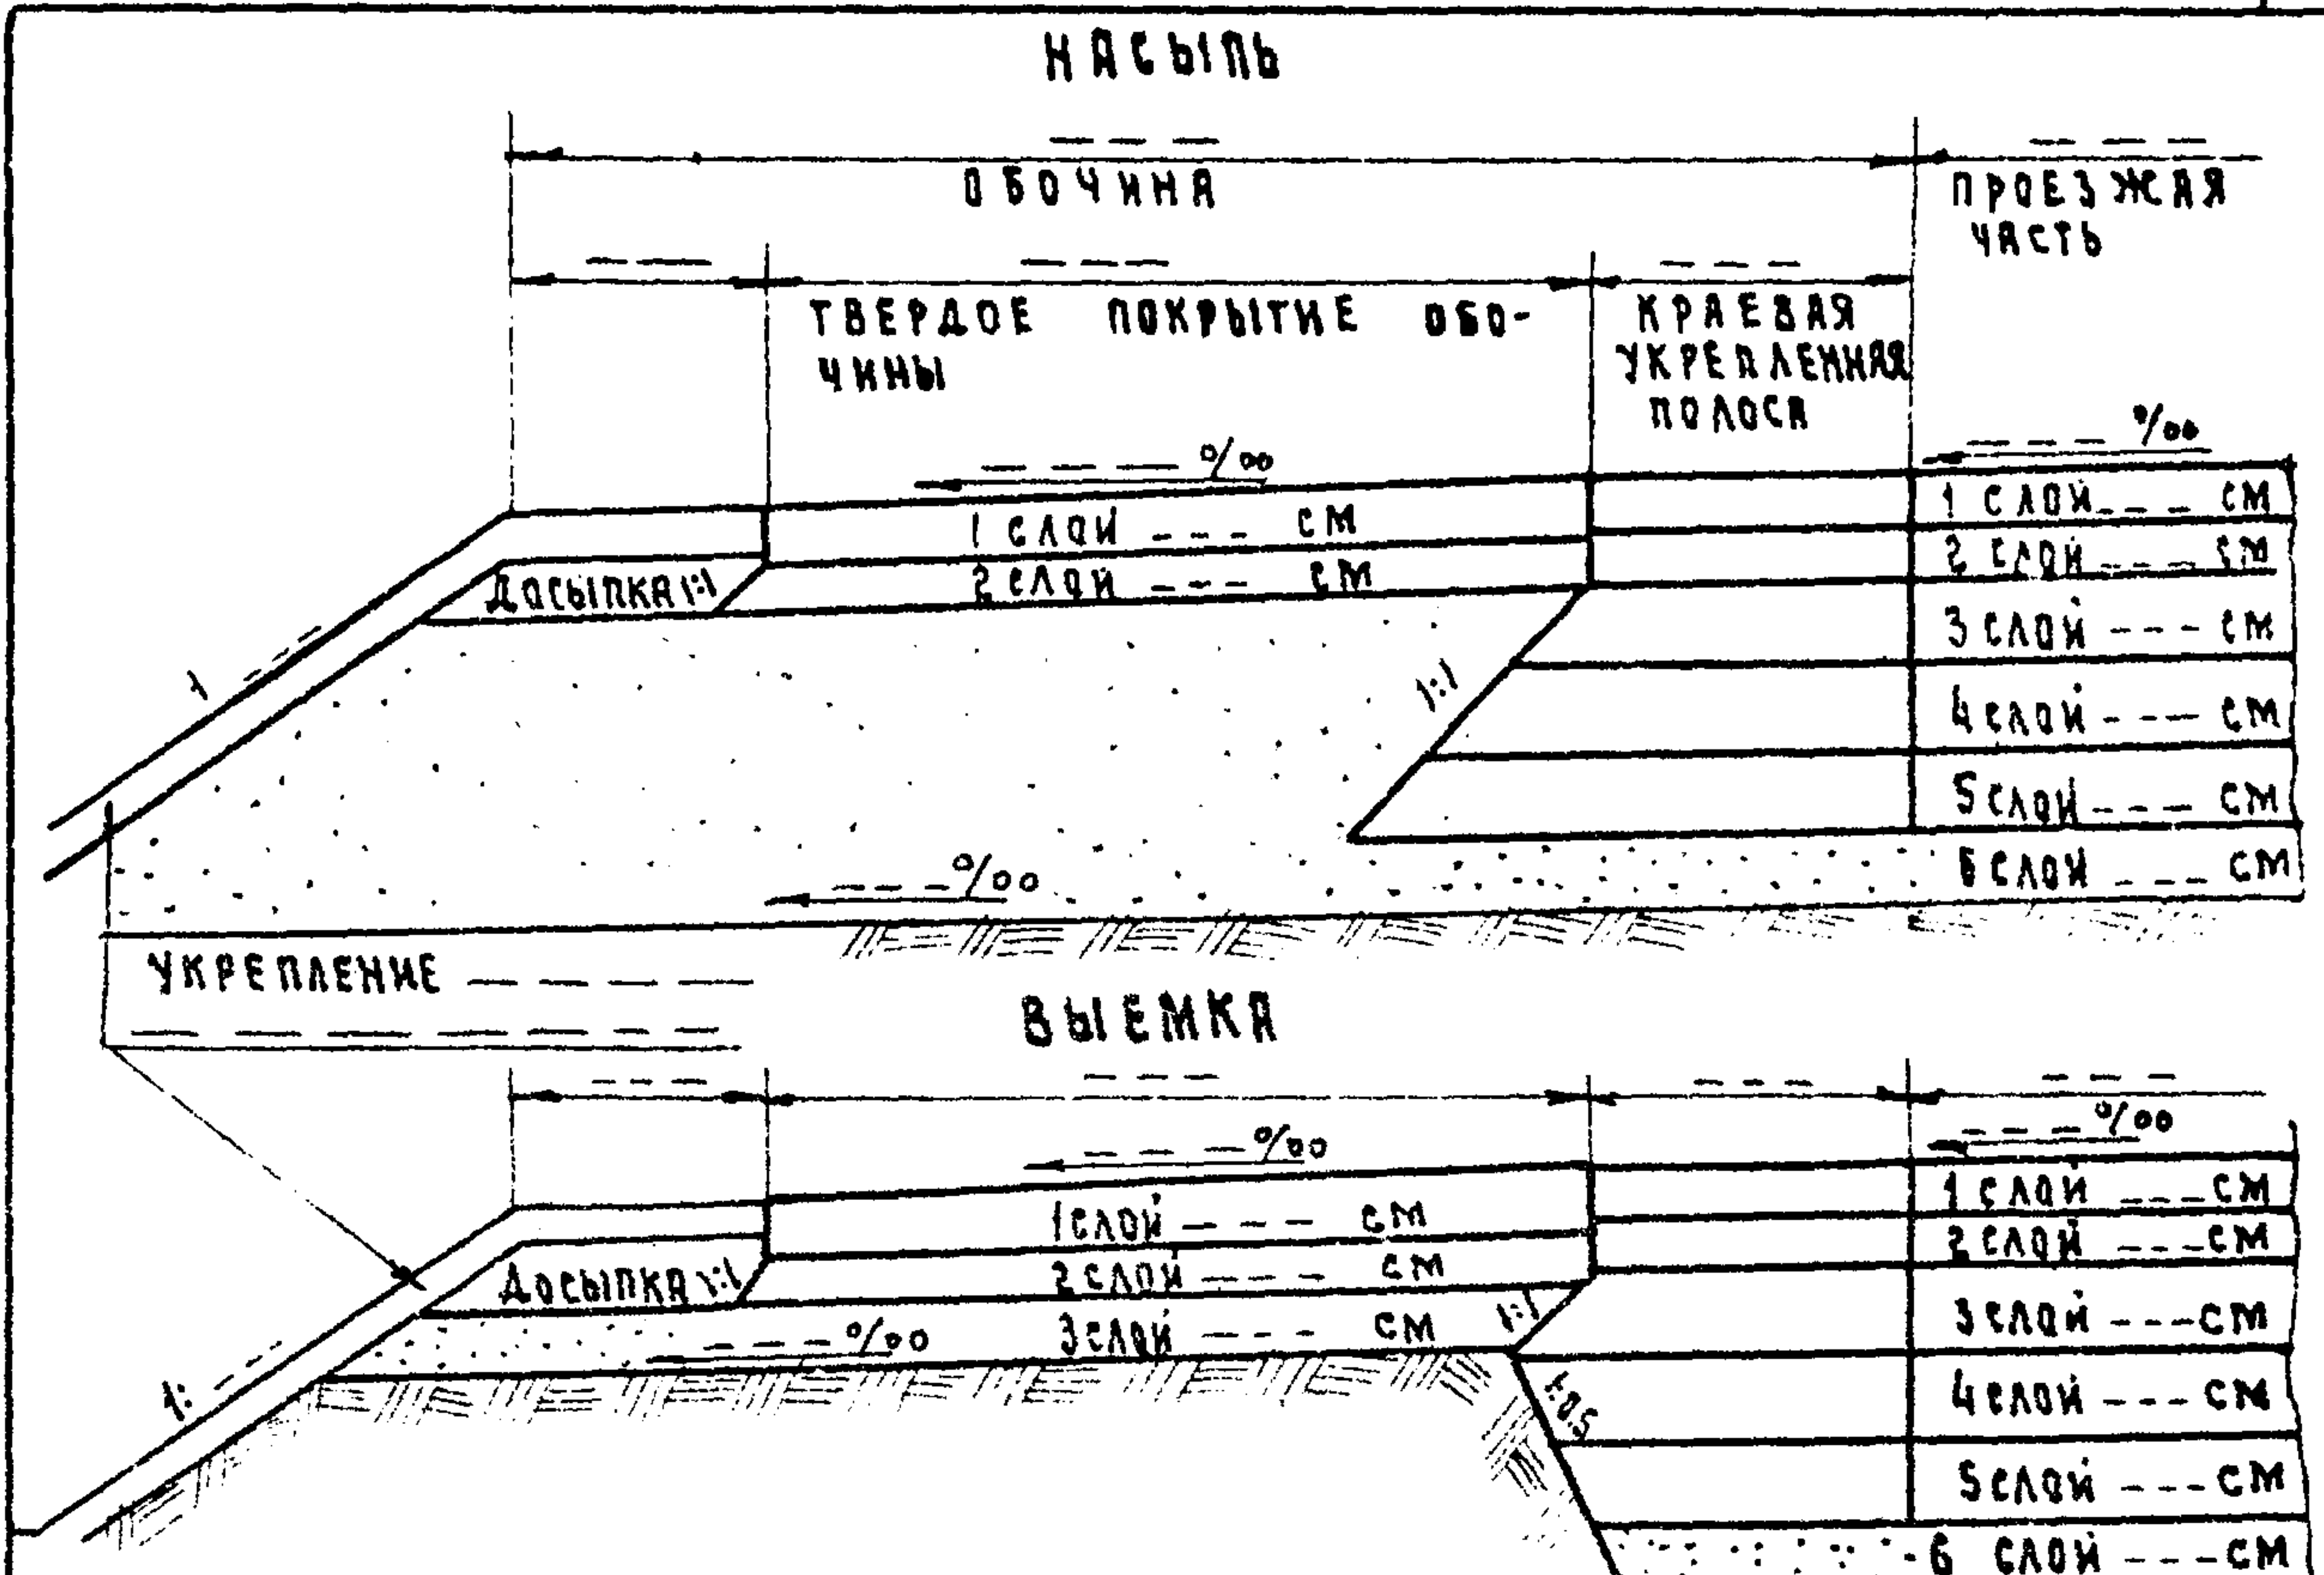 НАСЫПЬ
— — —
— — —
ОБОЧИНА
ПРОЕЗЖАЯ
ЧАСТЬ
— — —
— — —
— — —
ТВЕРДОЕ ПОКРЫТИЕ ОБО-
ЧИНЫ
КРАЕВАЯ
УКРЕПЛЕННАЯ
ПОЛОСА
— — — ‰
— — — ‰
1 СЛОЙ — — — СМ
1 СЛОЙ — — — СМ
2 СЛОЙ — — — СМ
ДОСЫПКА 1:1
2 СЛОЙ — — — СМ
3 СЛОЙ — — — СМ
1 — — —
1:1
4 СЛОЙ — — — СМ
5 СЛОЙ — — — СМ
— — — ‰
6 СЛОЙ — — — СМ
УКРЕПЛЕНИЕ — — — —
— — — — — — —
ВЫЕМКА
— — —
— — —
— — —
— — —
— — — ‰
— — — ‰
1 СЛОЙ — — — СМ
1 СЛОЙ — — — СМ
2 СЛОЙ — — — СМ
ДОСЫПКА 1:1
2 СЛОЙ — — — СМ
1:1
3 СЛОЙ — — — СМ
— — — ‰
3 СЛОЙ — — — СМ
1: — — —
1:0.5
4 СЛОЙ — — — СМ
5 СЛОЙ — — — СМ
6 СЛОЙ — — — СМ